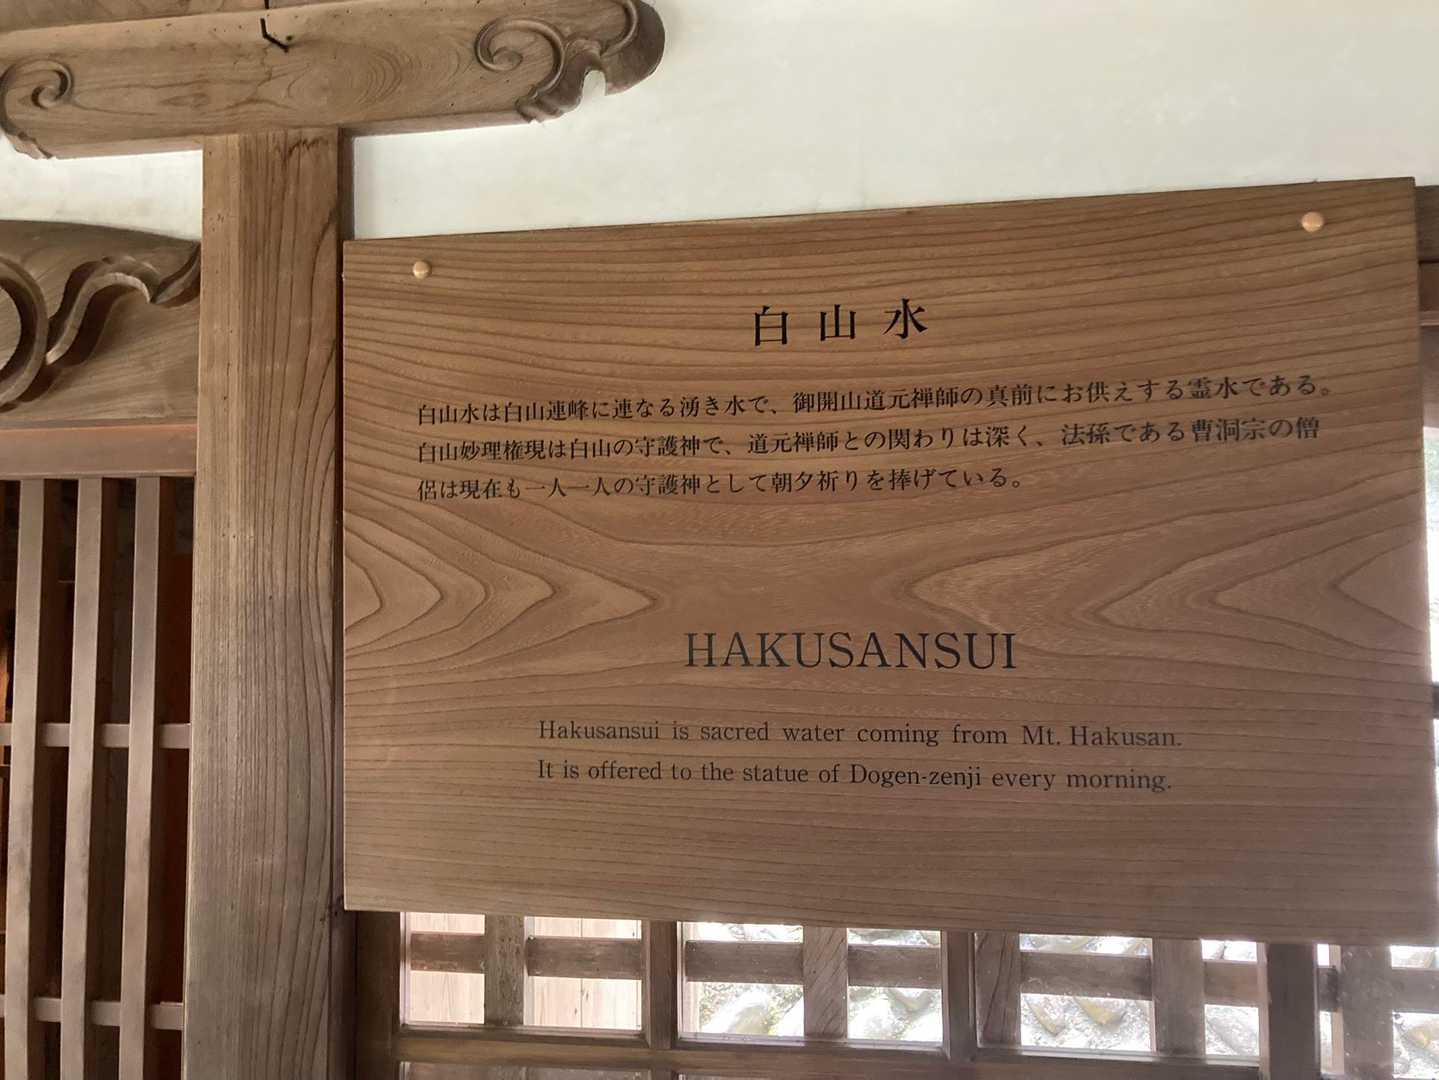 白山水
白山水は白山連峰に連なる湧き水で、御開山道元禅師の真前にお供えする霊水である。
白山妙理権現は白山の守護神で、道元禅師との関わりは深く、法孫である曹洞宗の僧
侶は現在も一人一人の守護神として朝夕祈りを捧げている。
HAKUSANSUI
Hakusansui is sacred water coming from Mt. Hakusan.
It is offered to the statue of Dogen-zenji every morning.